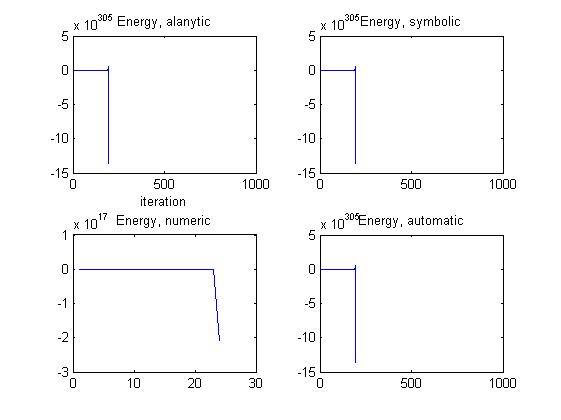 x 10^305 Energy, alanytic
5
0
-5
-10
-15
0 500 1000
iteration
x 10^305 Energy, symbolic
5
0
-5
-10
-15
0 500 1000
x 10^17 Energy, numeric
1
0
-1
-2
-3
0 10 20 30
x 10^305 Energy, automatic
5
0
-5
-10
-15
0 500 1000